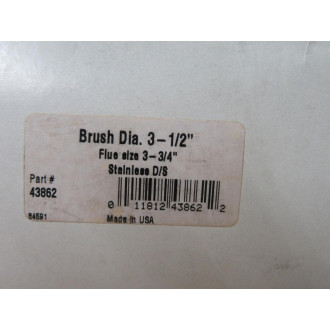 Brush Dia. 3-1/2"
Flue size 3-3/4"
Stainless D/S
Part #
43862
0 11812 43862 2
64591
Made in USA